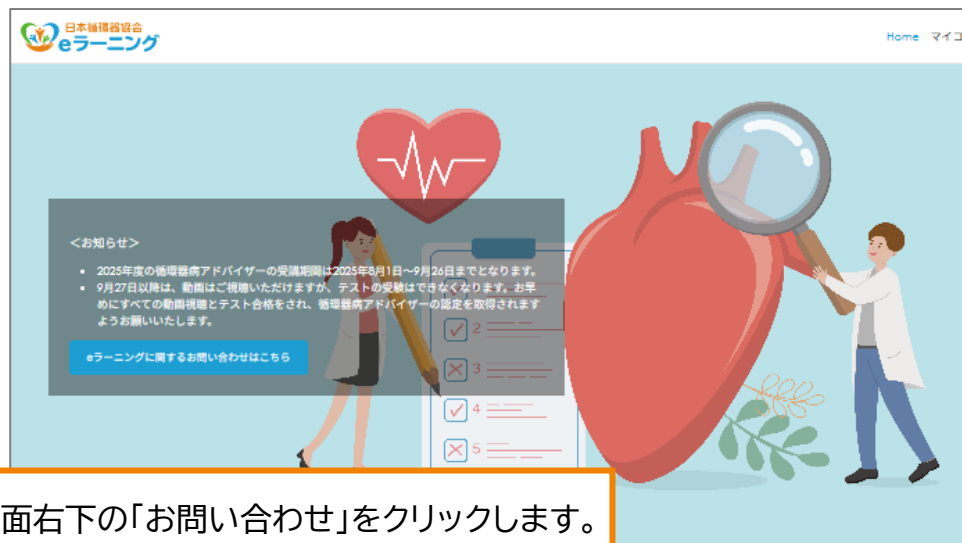 日本循環器協会
eラーニング
Home マイコ
<お知らせ>
• 2025年度の循環器病アドバイザーの受講期間は2025年8月1日～9月26日までとなります。
• 9月27日以降は、動画はご視聴いただけますが、テストの受験はできなくなります。お早
めにすべての動画視聴とテスト合格をされ、循環器病アドバイザーの認定を取得されます
ようお願いいたします。
eラーニングに関するお問い合わせはこちら
2
3
4
5
面右下の「お問い合わせ」をクリックします。